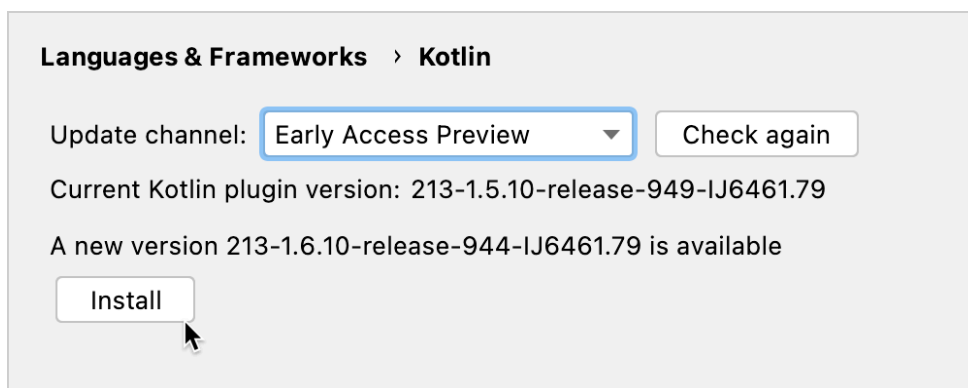 Languages & Frameworks › Kotlin
Update channel: Early Access Preview Check again
Current Kotlin plugin version: 213-1.5.10-release-949-IJ6461.79
A new version 213-1.6.10-release-944-IJ6461.79 is available
Install